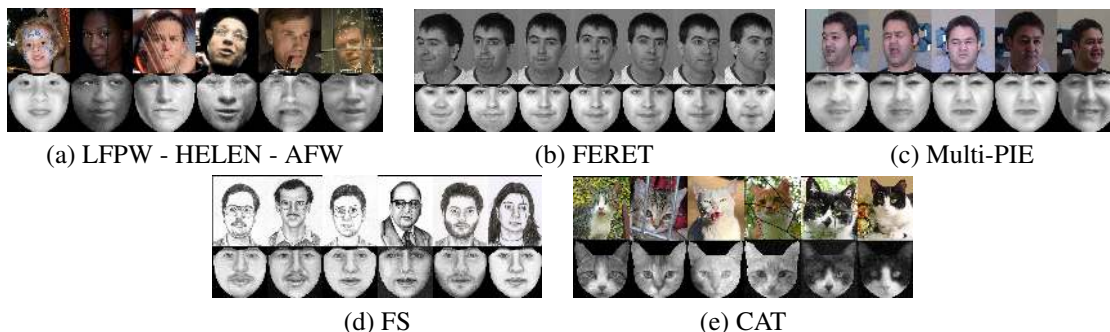 (a) LFPW - HELEN - AFW
(b) FERET
(c) Multi-PIE
(d) FS
(e) CAT